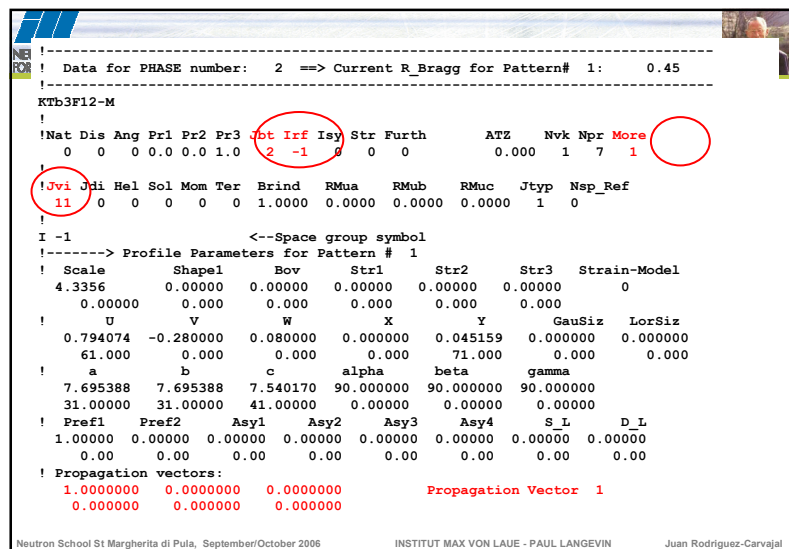 !-------------------------------------------------------------------------------
!  Data for PHASE number:   2  ==> Current R_Bragg for Pattern#  1:     0.45
!-------------------------------------------------------------------------------
KTb3F12-M
!
!Nat Dis Ang Pr1 Pr2 Pr3 Jbt Irf Isy Str Furth       ATZ    Nvk Npr More
   0   0   0 0.0 0.0 1.0   2  -1   0   0   0        0.000   1   7   1
!
!Jvi Jdi Hel Sol Mom Ter  Brind   RMua    RMub    RMuc   Jtyp  Nsp_Ref
  11   0   0   0   0   0  1.0000  0.0000  0.0000  0.0000   1    0
!
I -1                     <--Space group symbol
!-------> Profile Parameters for Pattern #  1
!  Scale        Shape1      Bov      Str1      Str2      Str3   Strain-Model
  4.3356       0.00000   0.00000   0.00000   0.00000   0.00000       0
     0.00000     0.000     0.000     0.000     0.000     0.000
!       U         V          W           X          Y        GauSiz   LorSiz
   0.794074  -0.280000   0.080000   0.000000   0.045159   0.000000   0.000000
     61.000      0.000      0.000      0.000     71.000      0.000      0.000
!     a          b         c        alpha      beta       gamma
   7.695388   7.695388   7.540170  90.000000  90.000000  90.000000
   31.00000   31.00000   41.00000    0.00000    0.00000    0.00000
!  Pref1    Pref2      Asy1     Asy2     Asy3     Asy4      S_L      D_L
  1.00000  0.00000  0.00000  0.00000  0.00000  0.00000  0.00000  0.00000
     0.00     0.00     0.00     0.00     0.00     0.00     0.00     0.00
! Propagation vectors:
   1.0000000   0.0000000   0.0000000          Propagation Vector  1
    0.000000    0.000000    0.000000
Neutron School St Margherita di Pula, September/October 2006 INSTITUT MAX VON LAUE - PAUL LANGEVIN Juan Rodriguez-Carvajal